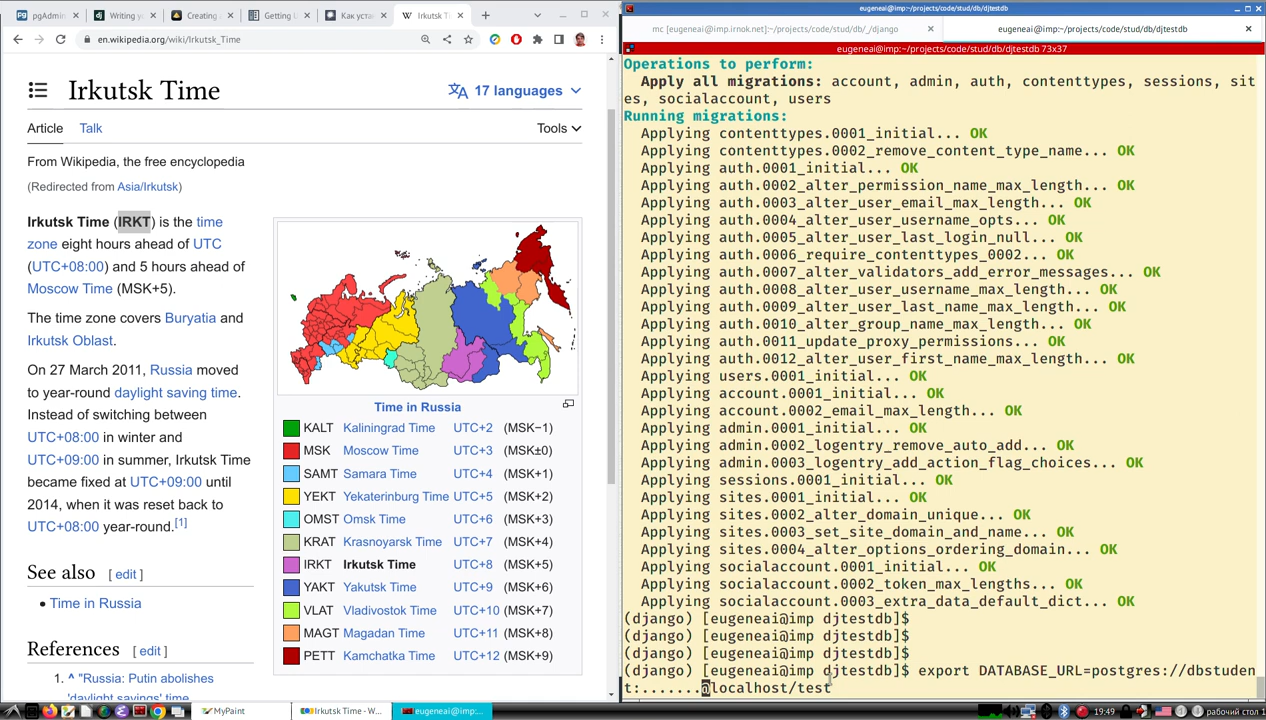 pgAdmin
Writing y
Creating
Getting
Как уста
Irkutsk T
en.wikipedia.org/wiki/Irkutsk_Time
Irkutsk Time
17 languages
Article Talk
Tools
From Wikipedia, the free encyclopedia
(Redirected from Asia/Irkutsk)
Irkutsk Time (IRKT) is the time
zone eight hours ahead of UTC
(UTC+08:00) and 5 hours ahead of
Moscow Time (MSK+5).
The time zone covers Buryatia and
Irkutsk Oblast.
On 27 March 2011, Russia moved
to year-round daylight saving time.
Instead of switching between
UTC+08:00 in winter and
UTC+09:00 in summer, Irkutsk Time
became fixed at UTC+09:00 until
2014, when it was reset back to
UTC+08:00 year-round.[1]
See also [ edit ]
• Time in Russia
References [ edit ]
1. ^ "Russia: Putin abolishes
'daylight savings' time
Time in Russia
KALT Kaliningrad Time UTC+2 (MSK−1)
MSK Moscow Time UTC+3 (MSK±0)
SAMT Samara Time UTC+4 (MSK+1)
YEKT Yekaterinburg Time UTC+5 (MSK+2)
OMST Omsk Time UTC+6 (MSK+3)
KRAT Krasnoyarsk Time UTC+7 (MSK+4)
IRKT Irkutsk Time UTC+8 (MSK+5)
YAKT Yakutsk Time UTC+9 (MSK+6)
VLAT Vladivostok Time UTC+10 (MSK+7)
MAGT Magadan Time UTC+11 (MSK+8)
PETT Kamchatka Time UTC+12 (MSK+9)
eugeneai@imp:~/projects/code/stud/db/djtestdb
mc [eugeneai@imp.irnok.net]:~/projects/code/stud/db/_/django
eugeneai@imp:~/projects/code/stud/db/djtestdb
eugeneai@imp:~/projects/code/stud/db/djtestdb 73x37
Operations to perform:
Apply all migrations: account, admin, auth, contenttypes, sessions, sit
es, socialaccount, users
Running migrations:
Applying contenttypes.0001_initial... OK
Applying contenttypes.0002_remove_content_type_name... OK
Applying auth.0001_initial... OK
Applying auth.0002_alter_permission_name_max_length... OK
Applying auth.0003_alter_user_email_max_length... OK
Applying auth.0004_alter_user_username_opts... OK
Applying auth.0005_alter_user_last_login_null... OK
Applying auth.0006_require_contenttypes_0002... OK
Applying auth.0007_alter_validators_add_error_messages... OK
Applying auth.0008_alter_user_username_max_length... OK
Applying auth.0009_alter_user_last_name_max_length... OK
Applying auth.0010_alter_group_name_max_length... OK
Applying auth.0011_update_proxy_permissions... OK
Applying auth.0012_alter_user_first_name_max_length... OK
Applying users.0001_initial... OK
Applying account.0001_initial... OK
Applying account.0002_email_max_length... OK
Applying admin.0001_initial... OK
Applying admin.0002_logentry_remove_auto_add... OK
Applying admin.0003_logentry_add_action_flag_choices... OK
Applying sessions.0001_initial... OK
Applying sites.0001_initial... OK
Applying sites.0002_alter_domain_unique... OK
Applying sites.0003_set_site_domain_and_name... OK
Applying sites.0004_alter_options_ordering_domain... OK
Applying socialaccount.0001_initial... OK
Applying socialaccount.0002_token_max_lengths... OK
Applying socialaccount.0003_extra_data_default_dict... OK
(django) [eugeneai@imp djtestdb]$
(django) [eugeneai@imp djtestdb]$
(django) [eugeneai@imp djtestdb]$
(django) [eugeneai@imp djtestdb]$ export DATABASE_URL=postgres://dbstuden
t:.......@localhost/test
MyPaint
Irkutsk Time - W...
eugeneai@imp:~/...
19:49
рабочий стол 1